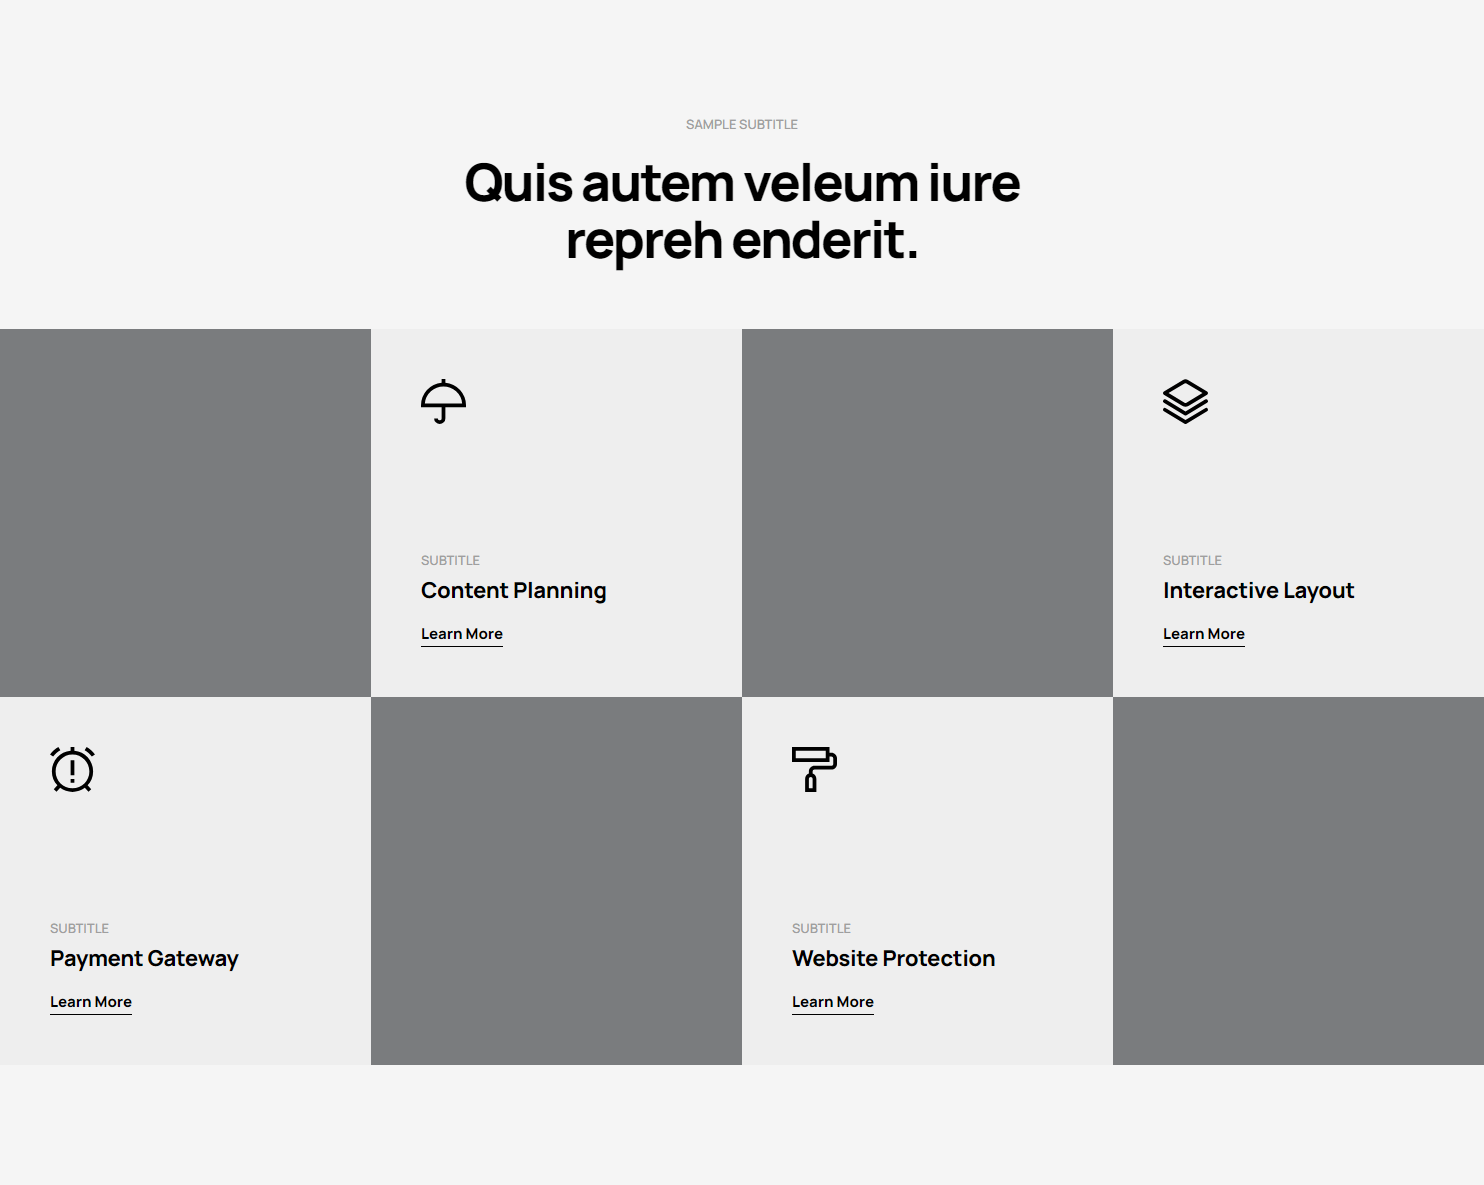 SAMPLE SUBTITLE
Quis autem veleum iure
repreh enderit.
SUBTITLE
Content Planning
Learn More
SUBTITLE
Interactive Layout
Learn More
SUBTITLE
Payment Gateway
Learn More
SUBTITLE
Website Protection
Learn More